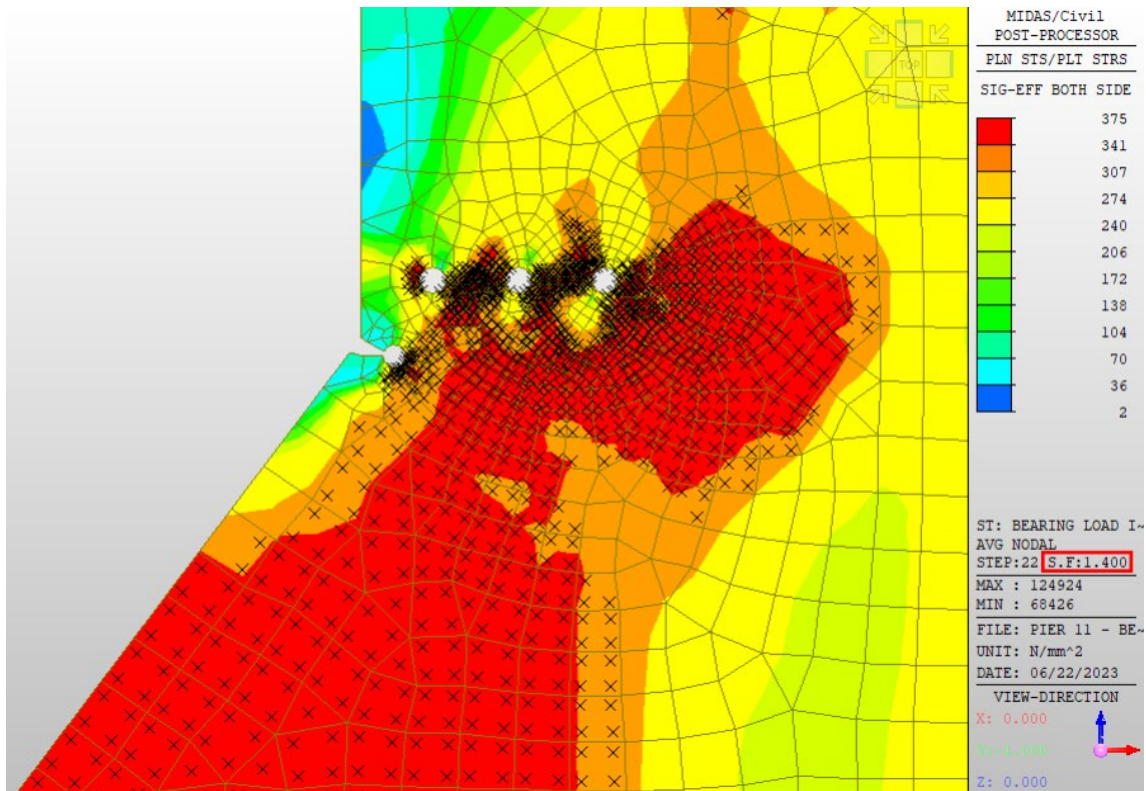 MIDAS/Civil
POST-PROCESSOR
PLN STS/PLT STRS
SIG-EFF BOTH SIDE
375
341
307
274
240
206
172
138
104
70
36
2
ST: BEARING LOAD I~
AVG NODAL
STEP:22 S.F:1.400
MAX : 124924
MIN : 68426
FILE: PIER 11 - BE~
UNIT: N/mm^2
DATE: 06/22/2023
VIEW-DIRECTION
X: 0.000
Z: 0.000
TOP